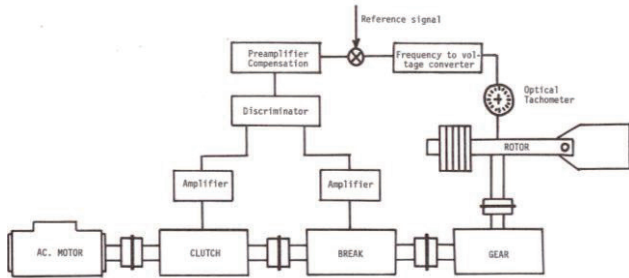 Reference signal
Preamplifier
Compensation
Frequency to vol-
tage converter
Optical
Tachometer
Discriminator
ROTOR
Amplifier
Amplifier
AC. MOTOR
CLUTCH
BREAK
GEAR